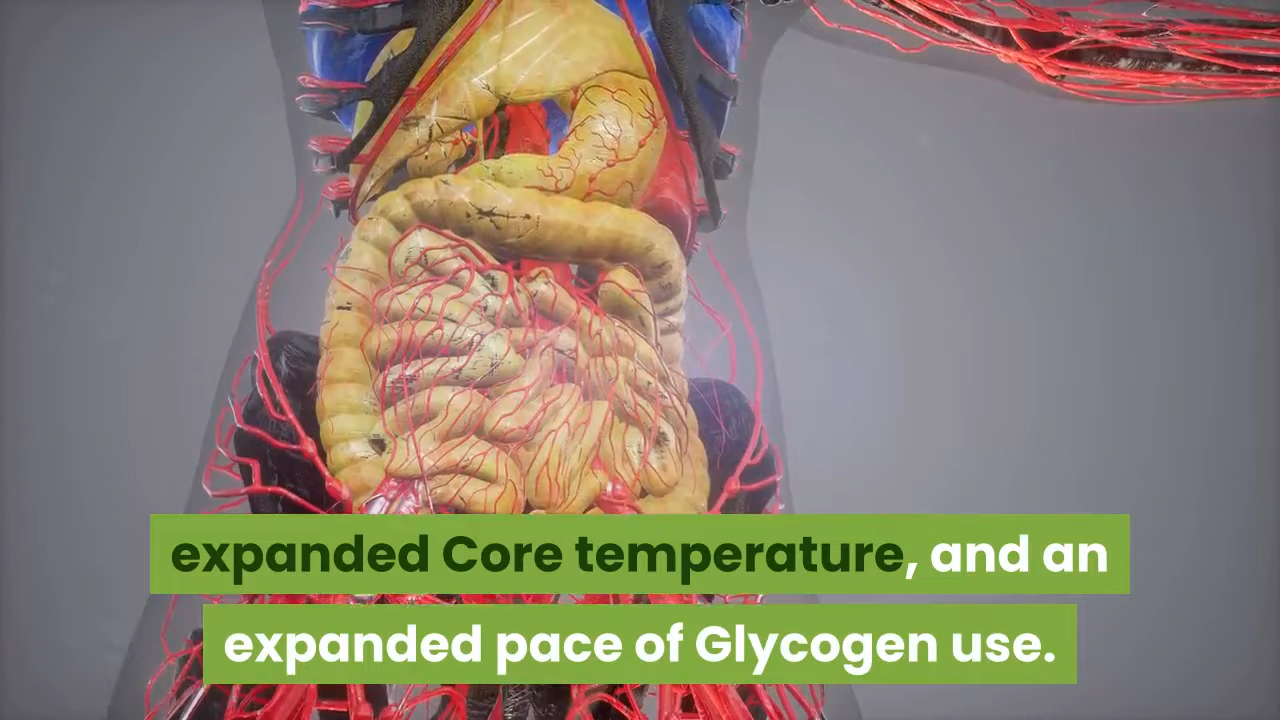 expanded Core temperature, and an
expanded pace of Glycogen use.